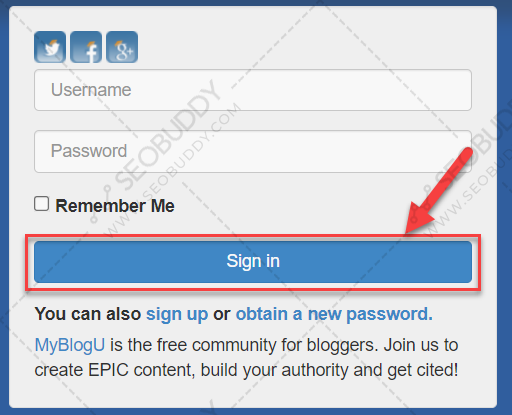 Username
Password
Remember Me
Sign in
You can also sign up or obtain a new password.
MyBlogU is the free community for bloggers. Join us to
create EPIC content, build your authority and get cited!
SEOBUDDY
WWW.SEOBUDDY.COM
SEOBUDDY
WWW.SEOBUDDY.COM